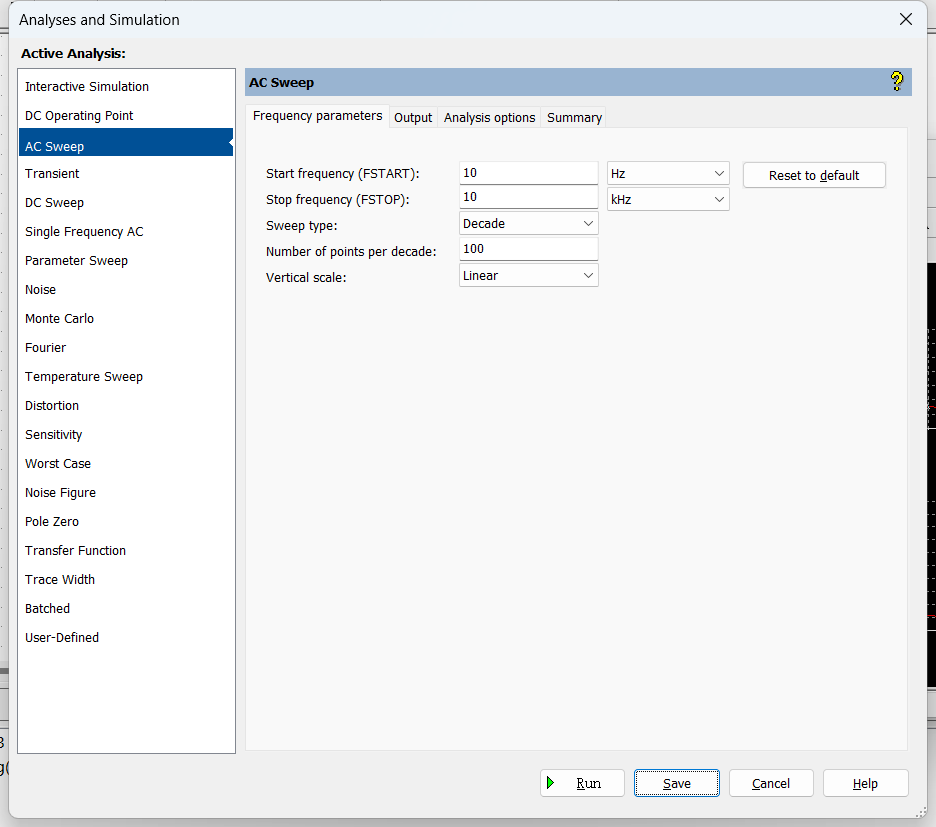 Analyses and Simulation
Active Analysis:
Interactive Simulation
DC Operating Point
AC Sweep
Transient
DC Sweep
Single Frequency AC
Parameter Sweep
Noise
Monte Carlo
Fourier
Temperature Sweep
Distortion
Sensitivity
Worst Case
Noise Figure
Pole Zero
Transfer Function
Trace Width
Batched
User-Defined
AC Sweep
Frequency parameters Output Analysis options Summary
Start frequency (FSTART): 10 Hz Reset to default
Stop frequency (FSTOP): 10 kHz
Sweep type: Decade
Number of points per decade: 100
Vertical scale: Linear
Run Save Cancel Help